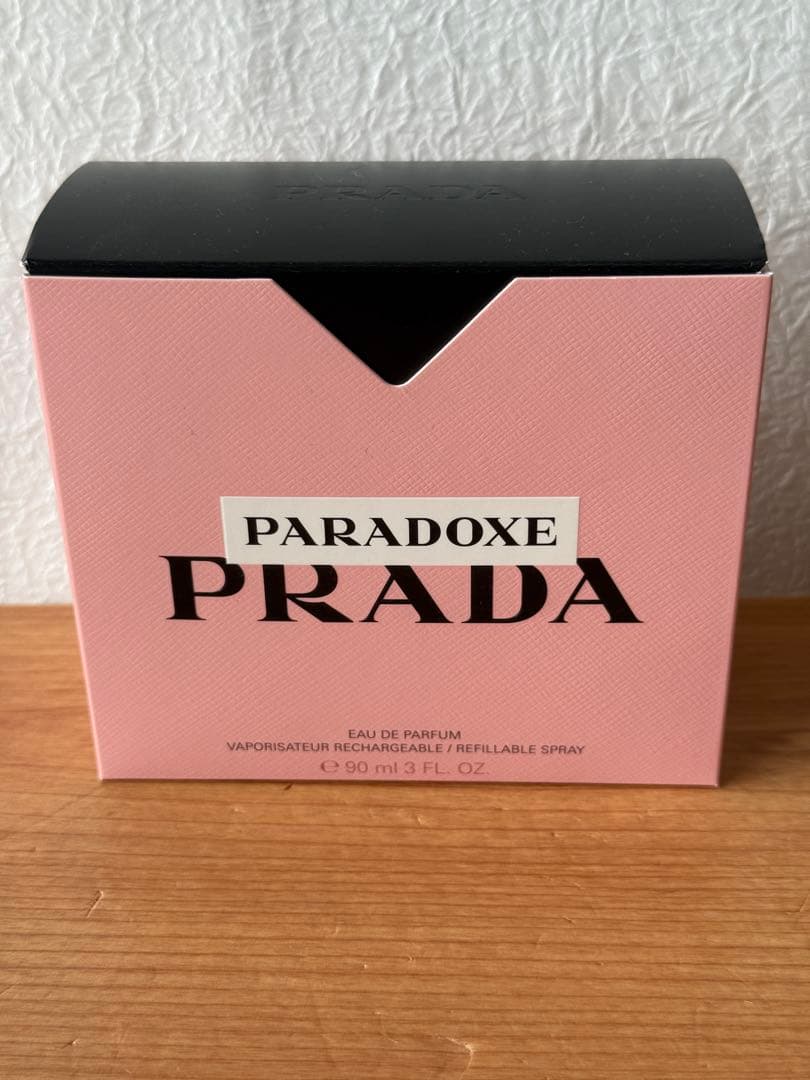 PRADA
PARADOXE
PRADA
EAU DE PARFUM
VAPORISATEUR RECHARGEABLE / REFILLABLE SPRAY
℮ 90 ml 3 FL. OZ.